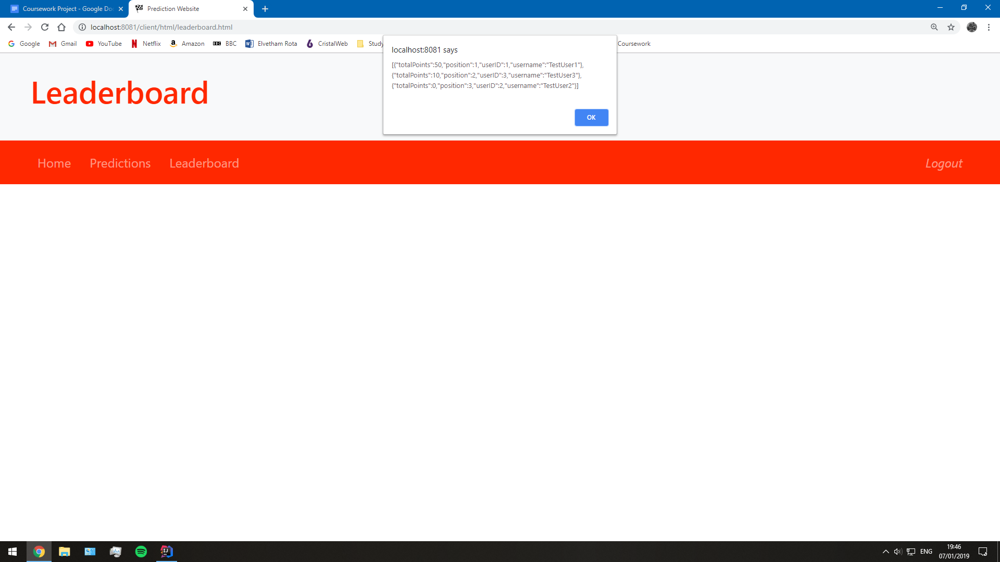 Coursework Project - Google Doc
Prediction Website
localhost:8081/client/html/leaderboard.html
Google
Gmail
YouTube
Netflix
Amazon
BBC
BBC
Elvetham Rota
CristalWeb
Study
Coursework
localhost:8081 says
[{"totalPoints":50,"position":1,"userID":1,"username":"TestUser1"},
{"totalPoints":10,"position":2,"userID":3,"username":"TestUser3"},
{"totalPoints":0,"position":3,"userID":2,"username":"TestUser2"}]
OK
Leaderboard
Home
Predictions
Leaderboard
Logout
ENG
19:46
07/01/2019